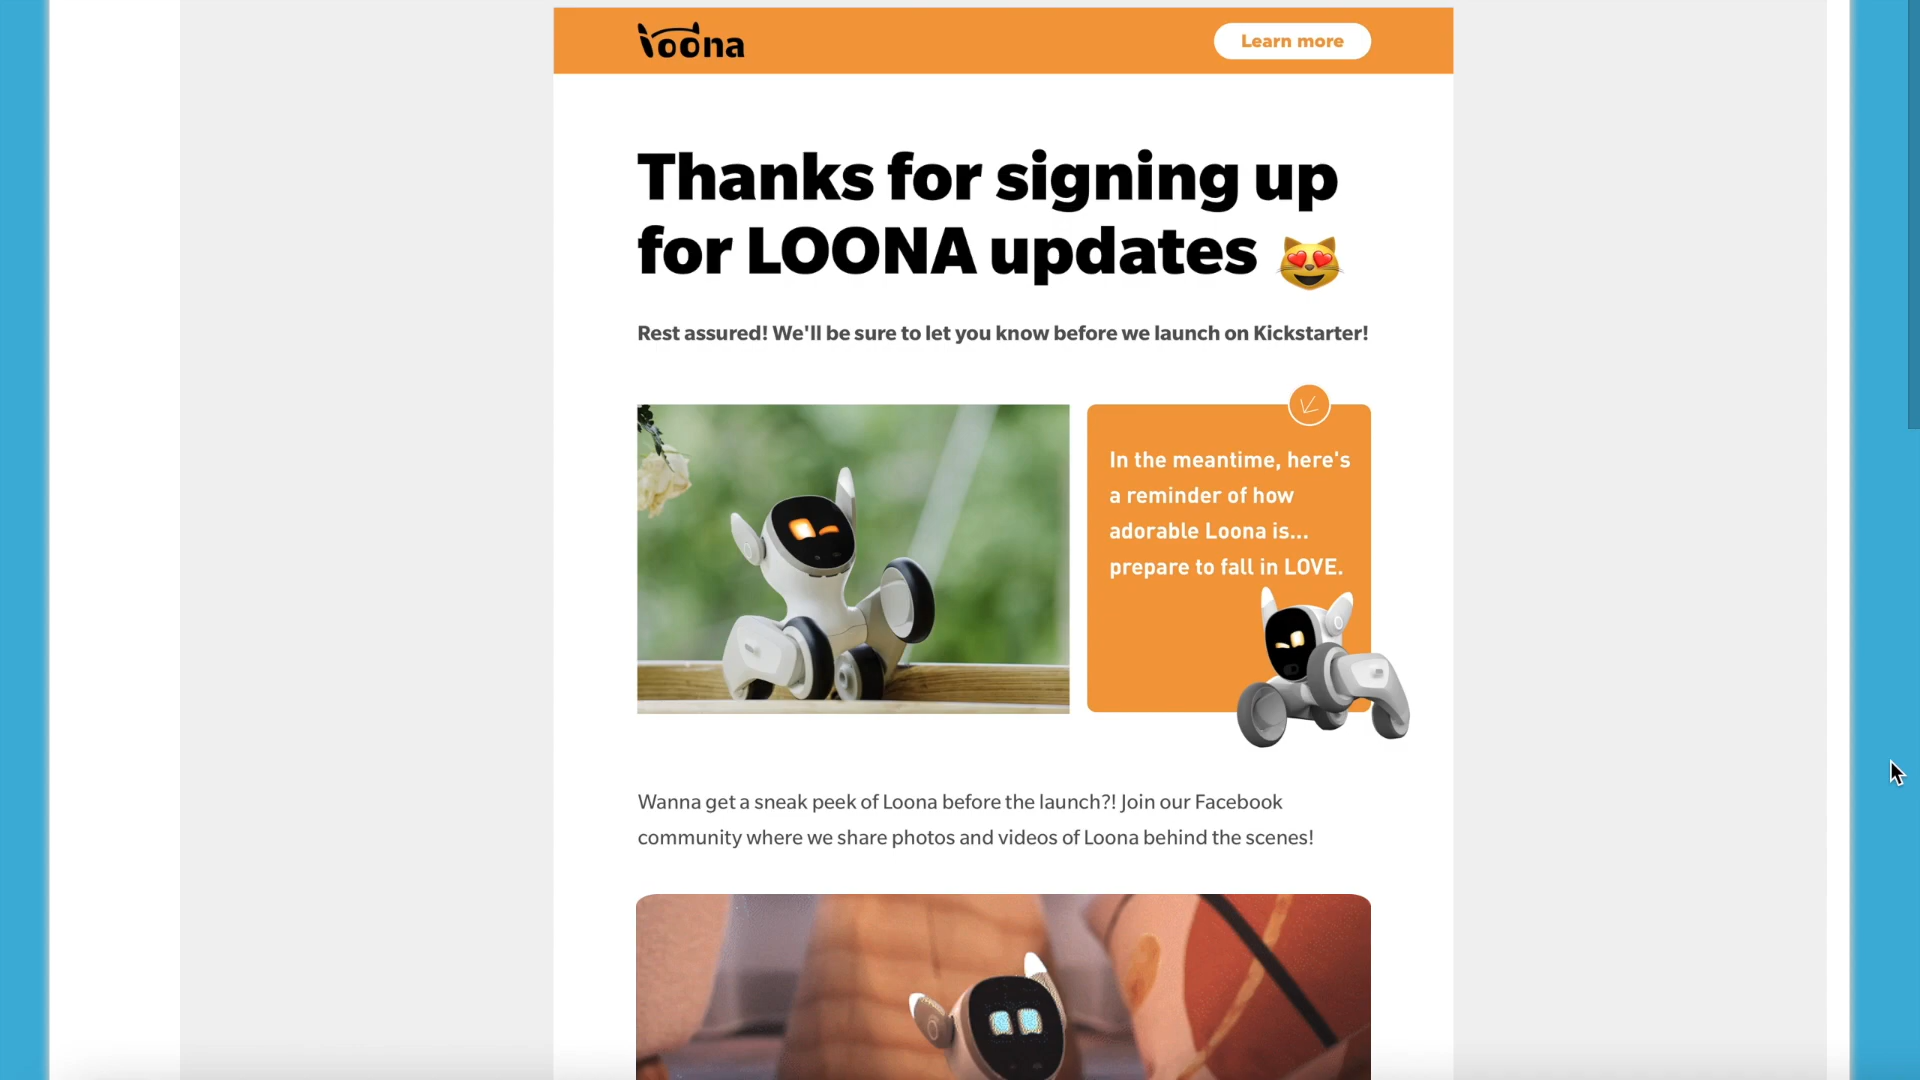 loona
Learn more
Thanks for signing up
for LOONA updates
Rest assured! We'll be sure to let you know before we launch on Kickstarter!
In the meantime, here's
a reminder of how
adorable Loona is...
prepare to fall in LOVE.
Wanna get a sneak peek of Loona before the launch?! Join our Facebook
community where we share photos and videos of Loona behind the scenes!